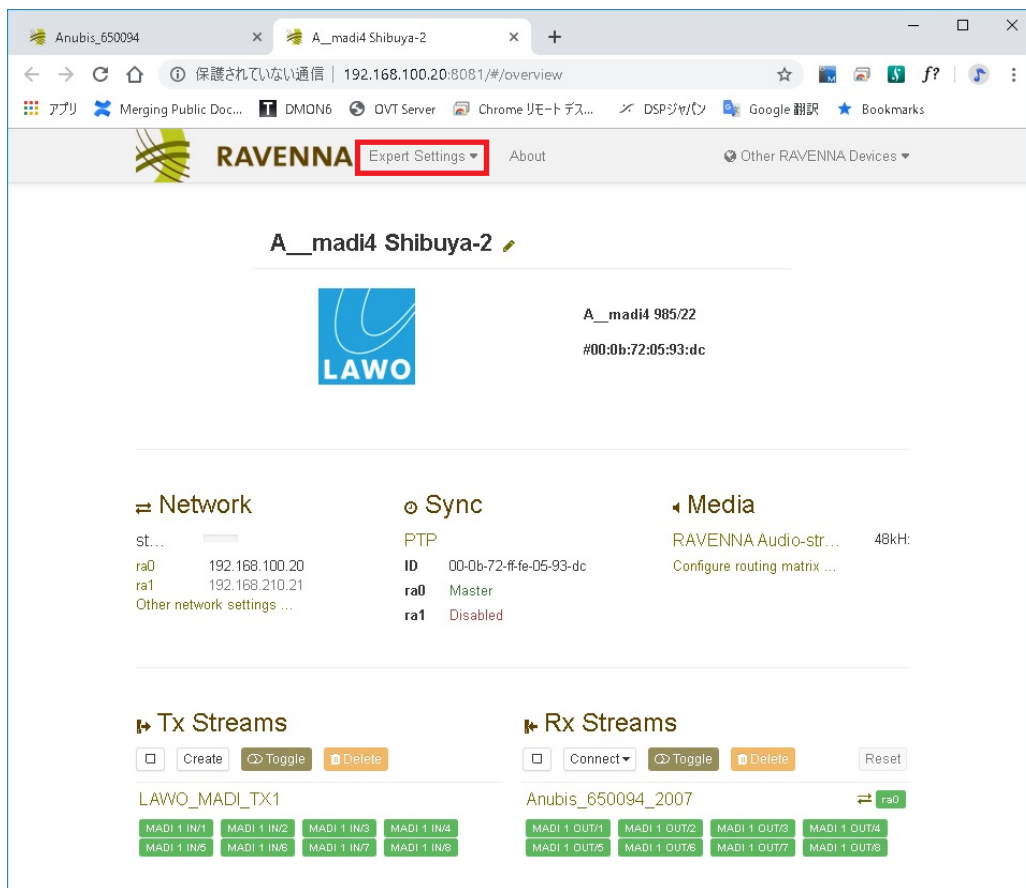 Anubis_650094
A__madi4 Shibuya-2
保護されていない通信 | 192.168.100.20:8081/#/overview
f?
アプリ Merging Public Doc... DMON6 OVT Server Chrome リモート デス... DSPジャパン Google 翻訳 Bookmarks
RAVENNA Expert Settings About Other RAVENNA Devices
A__madi4 Shibuya-2
LAWO
A__madi4 985/22
#00:0b:72:05:93:dc
Network
st...
ra0 192.168.100.20
ra1 192.168.210.21
Other network settings ...
Sync
PTP
ID 00-0b-72-ff-fe-05-93-dc
ra0 Master
ra1 Disabled
Media
RAVENNA Audio-str... 48kHz
Configure routing matrix ...
Tx Streams
Create Toggle Delete
LAWO_MADI_TX1
MADI 1 IN/1 MADI 1 IN/2 MADI 1 IN/3 MADI 1 IN/4
MADI 1 IN/5 MADI 1 IN/6 MADI 1 IN/7 MADI 1 IN/8
Rx Streams
Connect Toggle Delete Reset
Anubis_650094_2007 ra0
MADI 1 OUT/1 MADI 1 OUT/2 MADI 1 OUT/3 MADI 1 OUT/4
MADI 1 OUT/5 MADI 1 OUT/6 MADI 1 OUT/7 MADI 1 OUT/8